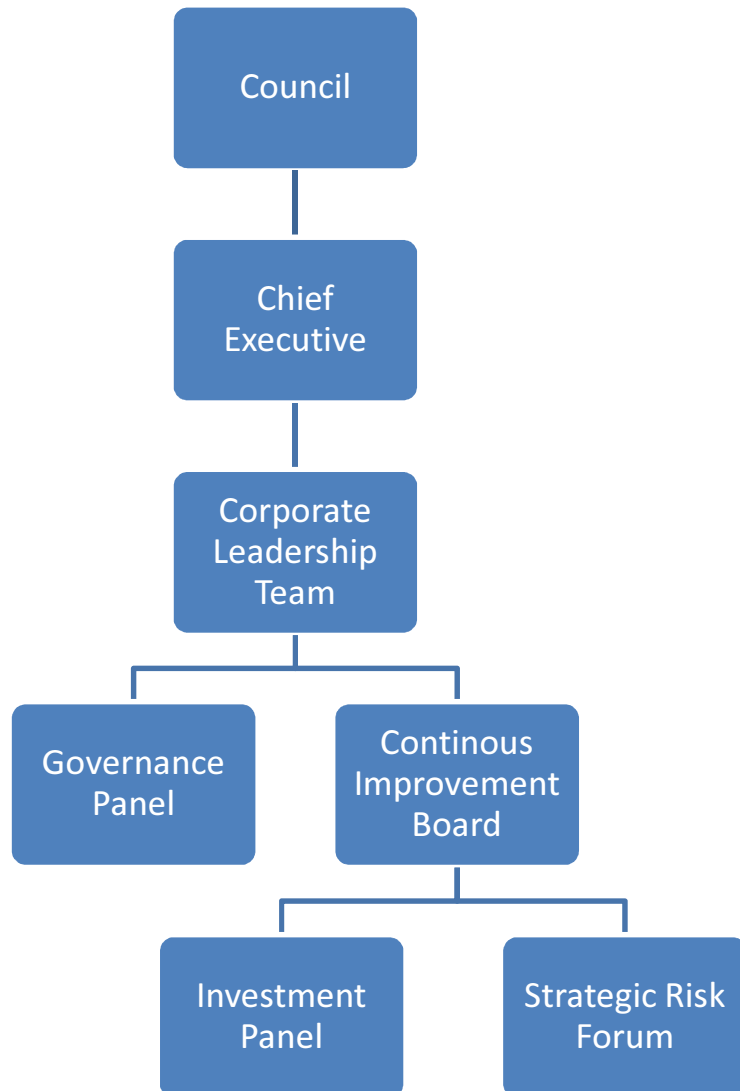 Council
Chief
Executive
Corporate
Leadership
Team
Governance
Panel
Continous
Improvement
Board
Investment
Panel
Strategic Risk
Forum